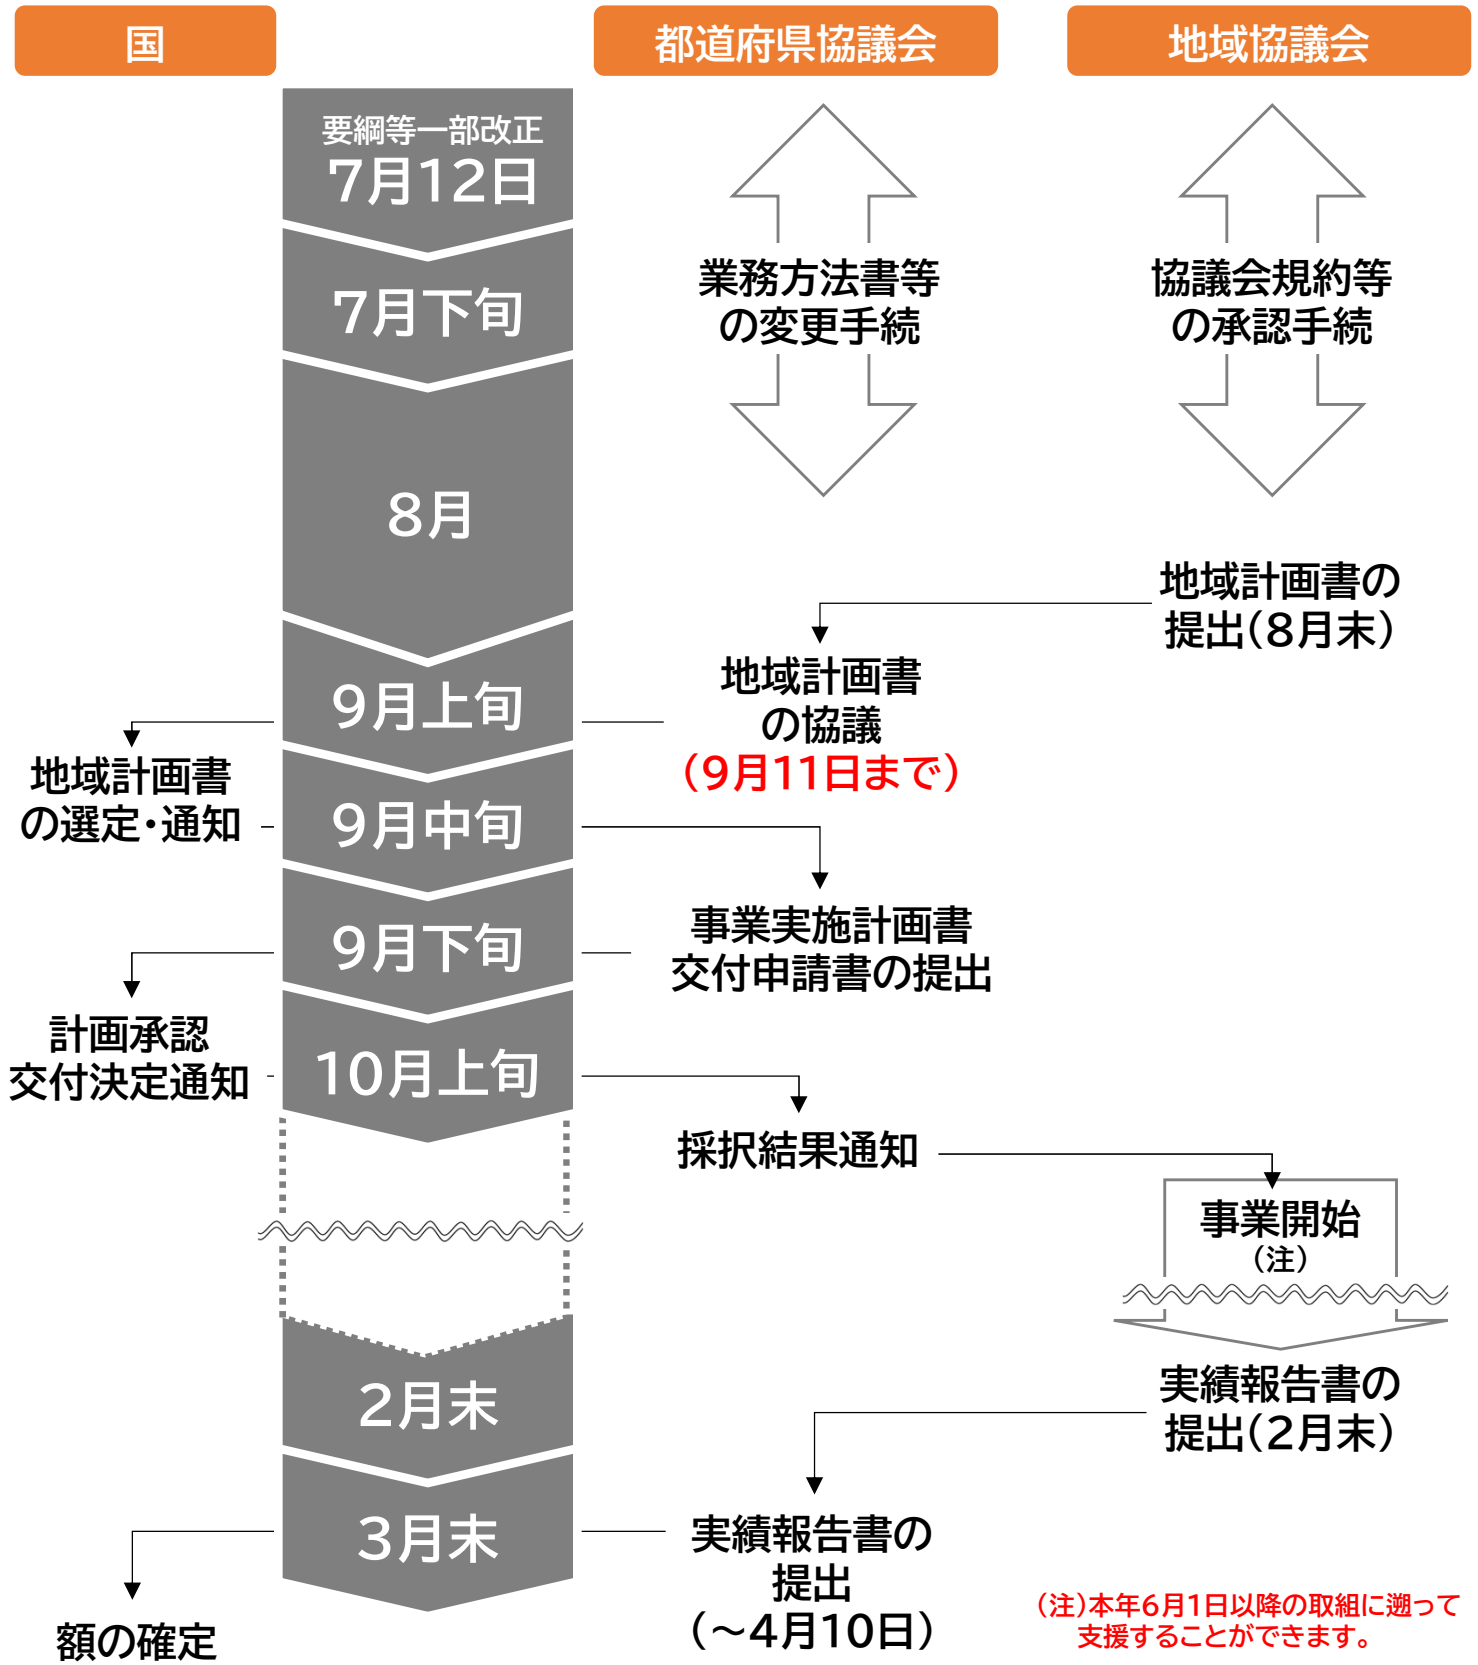 国
都道府県協議会
地域協議会
要綱等一部改正
7月12日
7月下旬
業務方法書等
の変更手続
協議会規約等
の承認手続
8月
地域計画書の
提出(8月末)
9月上旬
地域計画書
の協議
(9月11日まで)
地域計画書
の選定・通知
9月中旬
事業実施計画書
交付申請書の提出
9月下旬
計画承認
交付決定通知
10月上旬
採択結果通知
事業開始
(注)
2月末
実績報告書の
提出(2月末)
3月末
実績報告書の
提出
(～4月10日)
額の確定
(注)本年6月1日以降の取組に遡って
支援することができます。